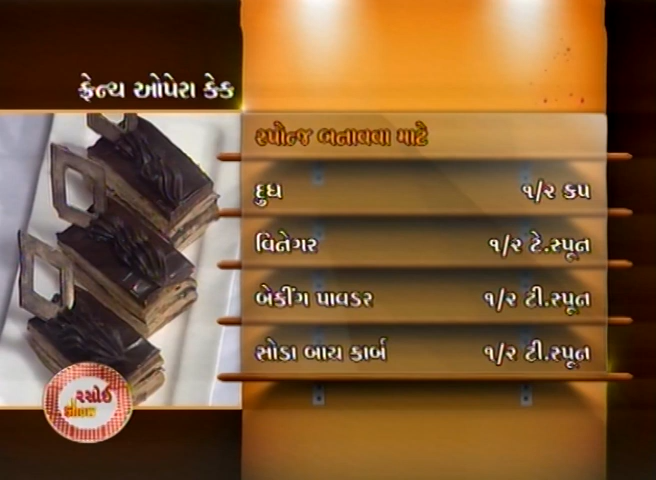 ફ્રેન્ચ ઓપેરા કેક
સ્પોન્જ બનાવવા માટે
દુધ ૧/૨ કપ
વિનેગર ૧/૨ ટે.સ્પૂન
બેકીંગ પાવડર ૧/૨ ટી.સ્પૂન
સોડા બાય કાર્બ ૧/૨ ટી.સ્પૂન
રસોઈ